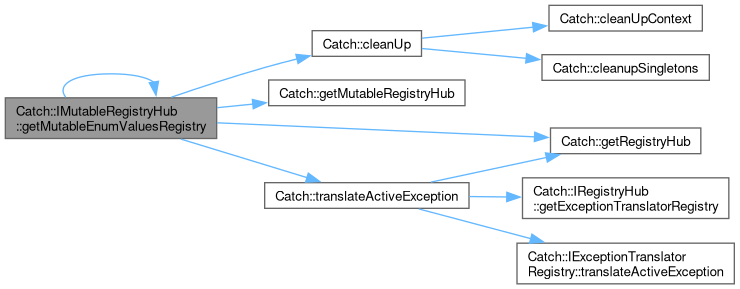 Catch::IMutableRegistryHub
::getMutableEnumValuesRegistry
Catch::cleanUp
Catch::cleanUpContext
Catch::cleanupSingletons
Catch::getMutableRegistryHub
Catch::getRegistryHub
Catch::translateActiveException
Catch::IRegistryHub
::getExceptionTranslatorRegistry
Catch::IExceptionTranslator
Registry::translateActiveException